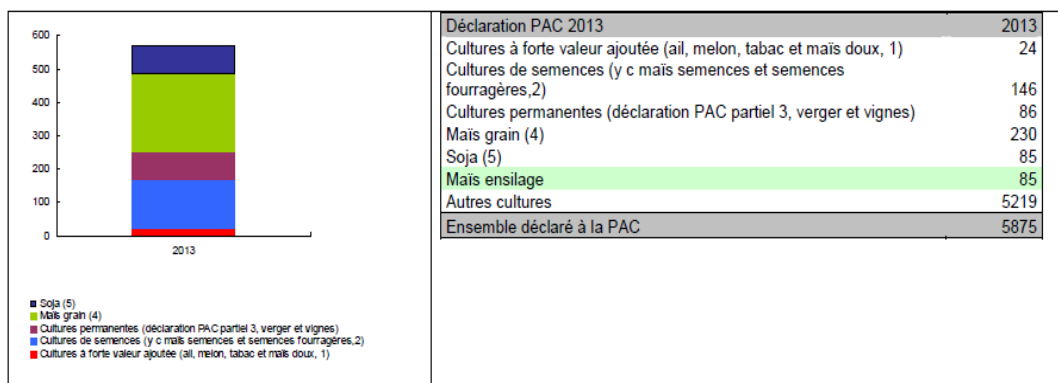 600
500
400
300
200
100
0
2013
Soja (5)
Maïs grain (4)
Cultures permanentes (déclaration PAC partiel 3, verger et vignes)
Cultures de semences (y c maïs semences et semences fourragères,2)
Cultures à forte valeur ajoutée (ail, melon, tabac et maïs doux, 1)
Déclaration PAC 2013 2013
Cultures à forte valeur ajoutée (ail, melon, tabac et maïs doux, 1) 24
Cultures de semences (y c maïs semences et semences
fourragères,2) 146
Cultures permanentes (déclaration PAC partiel 3, verger et vignes) 86
Maïs grain (4) 230
Soja (5) 85
Maïs ensilage 85
Autres cultures 5219
Ensemble déclaré à la PAC 5875